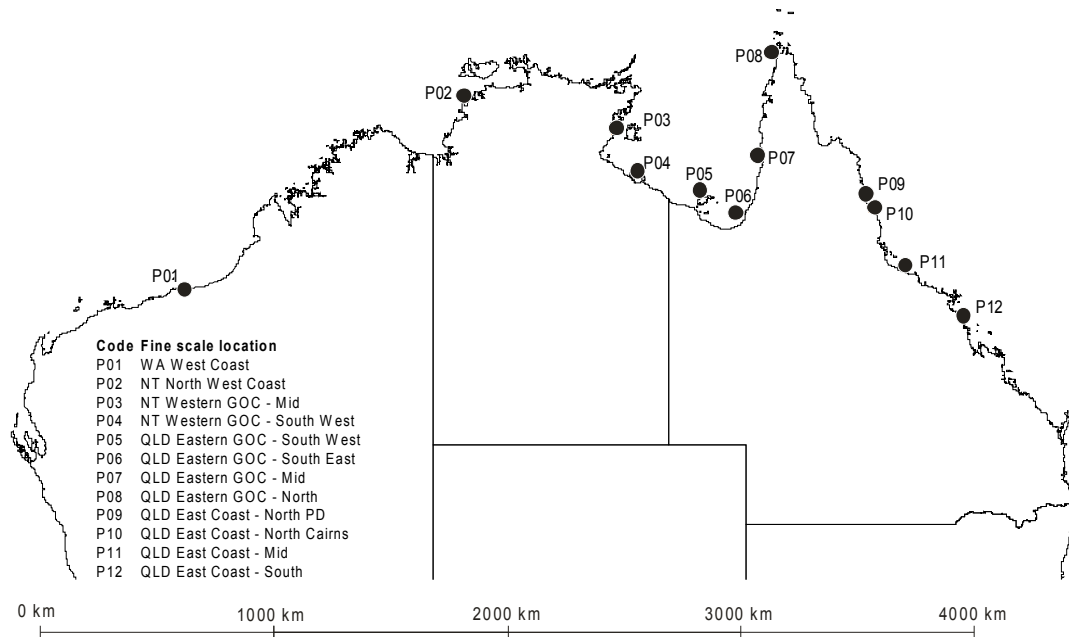 P08
P02
P03
P04
P05
P07
P06
P09
P10
P01
P11
P12
Code Fine scale location
P01 WA West Coast
P02 NT North West Coast
P03 NT Western GOC - Mid
P04 NT Western GOC - South West
P05 QLD Eastern GOC - South West
P06 QLD Eastern GOC - South East
P07 QLD Eastern GOC - Mid
P08 QLD Eastern GOC - North
P09 QLD East Coast - North PD
P10 QLD East Coast - North Cairns
P11 QLD East Coast - Mid
P12 QLD East Coast - South
0 km 1000 km 2000 km 3000 km 4000 km